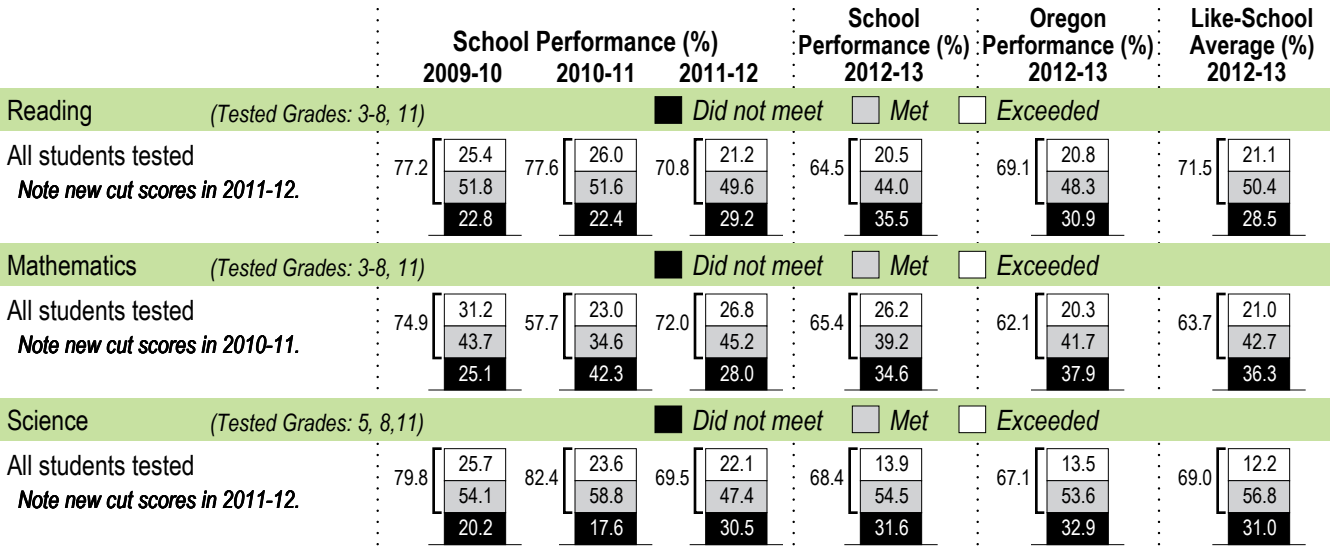 School Performance (%) School Performance (%) Oregon Performance (%) Like-School Average (%)
2009-10 2010-11 2011-12 2012-13 2012-13 2012-13
Reading (Tested Grades: 3-8, 11) Did not meet Met Exceeded
All students tested
Note new cut scores in 2011-12.
77.2 25.4 77.6 26.0 70.8 21.2 64.5 20.5 69.1 20.8 71.5 21.1
51.8 51.6 49.6 44.0 48.3 50.4
22.8 22.4 29.2 35.5 30.9 28.5
Mathematics (Tested Grades: 3-8, 11) Did not meet Met Exceeded
All students tested
Note new cut scores in 2010-11.
74.9 31.2 57.7 23.0 72.0 26.8 65.4 26.2 62.1 20.3 63.7 21.0
43.7 34.6 45.2 39.2 41.7 42.7
25.1 42.3 28.0 34.6 37.9 36.3
Science (Tested Grades: 5, 8,11) Did not meet Met Exceeded
All students tested
Note new cut scores in 2011-12.
79.8 25.7 82.4 23.6 69.5 22.1 68.4 13.9 67.1 13.5 69.0 12.2
54.1 58.8 47.4 54.5 53.6 56.8
20.2 17.6 30.5 31.6 32.9 31.0